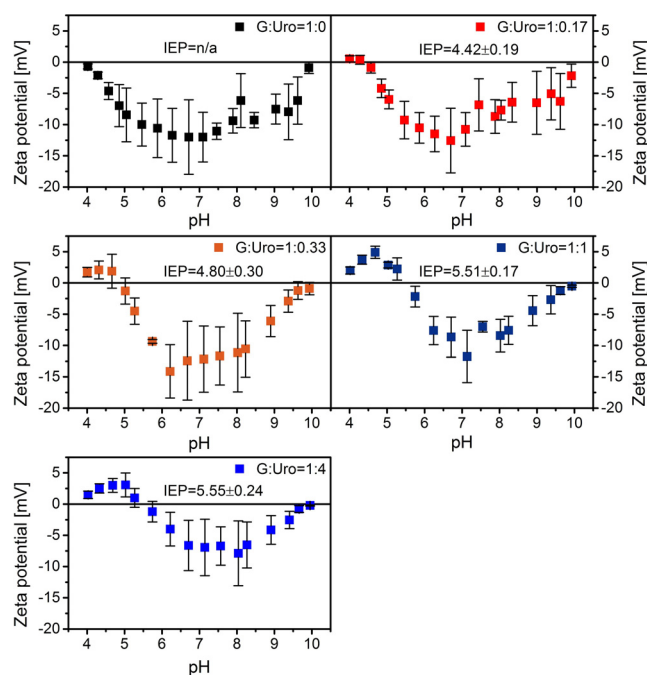 G:Uro=1:0
G:Uro=1:0.17
IEP=n/a
IEP=4.42±0.19
Zeta potential [mV]
5
0
-5
-10
-15
-20
5
0
-5
-10
-15
-20
Zeta potential [mV]
4 5 6 7 8 9 10
4 5 6 7 8 9 10
pH
pH
G:Uro=1:0.33
G:Uro=1:1
IEP=4.80±0.30
IEP=5.51±0.17
Zeta potential [mV]
5
0
-5
-10
-15
-20
5
0
-5
-10
-15
-20
Zeta potential [mV]
4 5 6 7 8 9 10
4 5 6 7 8 9 10
pH
pH
G:Uro=1:4
IEP=5.55±0.24
Zeta potential [mV]
5
0
-5
-10
-15
-20
4 5 6 7 8 9 10
pH